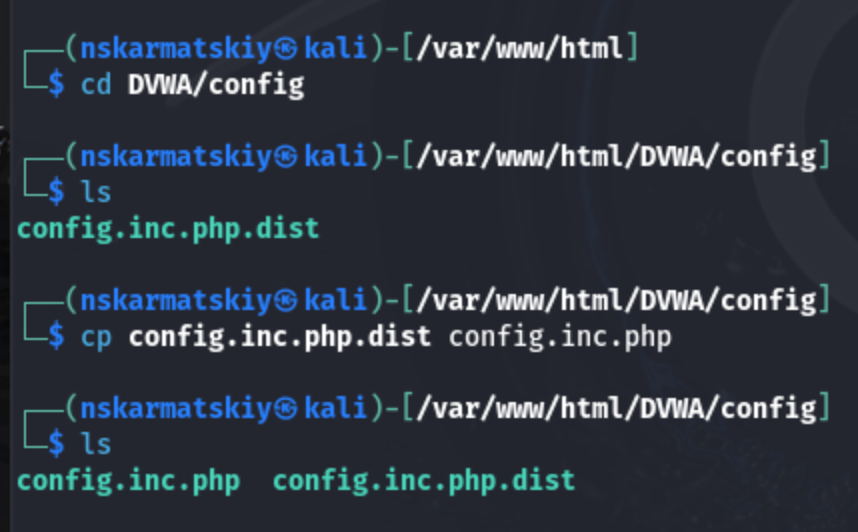 ┌──(nskarmatskiy㉿kali)-[/var/www/html]
└─$ cd DVWA/config
┌──(nskarmatskiy㉿kali)-[/var/www/html/DVWA/config]
└─$ ls
config.inc.php.dist
┌──(nskarmatskiy㉿kali)-[/var/www/html/DVWA/config]
└─$ cp config.inc.php.dist config.inc.php
┌──(nskarmatskiy㉿kali)-[/var/www/html/DVWA/config]
└─$ ls
config.inc.php  config.inc.php.dist